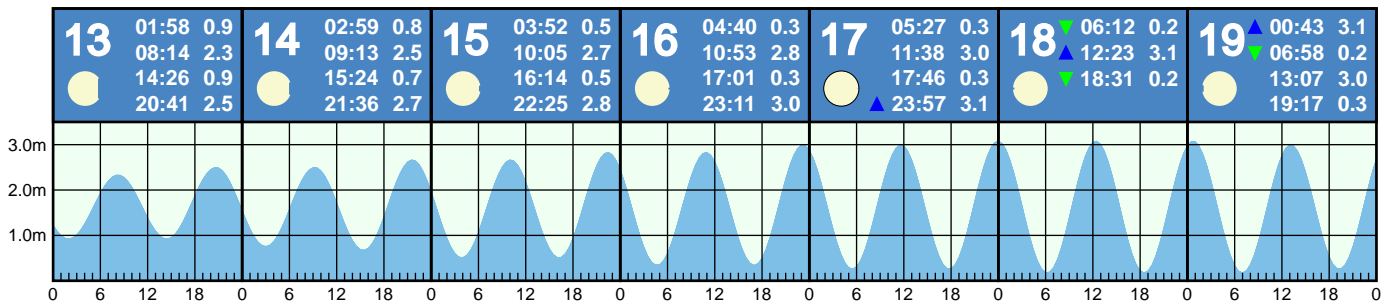 13
01:58 0.9
08:14 2.3
14:26 0.9
20:41 2.5
14
02:59 0.8
09:13 2.5
15:24 0.7
21:36 2.7
15
03:52 0.5
10:05 2.7
16:14 0.5
22:25 2.8
16
04:40 0.3
10:53 2.8
17:01 0.3
23:11 3.0
17
05:27 0.3
11:38 3.0
17:46 0.3
▲ 23:57 3.1
18
▼ 06:12 0.2
▲ 12:23 3.1
▼ 18:31 0.2
19
▲ 00:43 3.1
▼ 06:58 0.2
13:07 3.0
19:17 0.3
3.0m
2.0m
1.0m
0 6 12 18 0 6 12 18 0 6 12 18 0 6 12 18 0 6 12 18 0 6 12 18 0 6 12 18 0